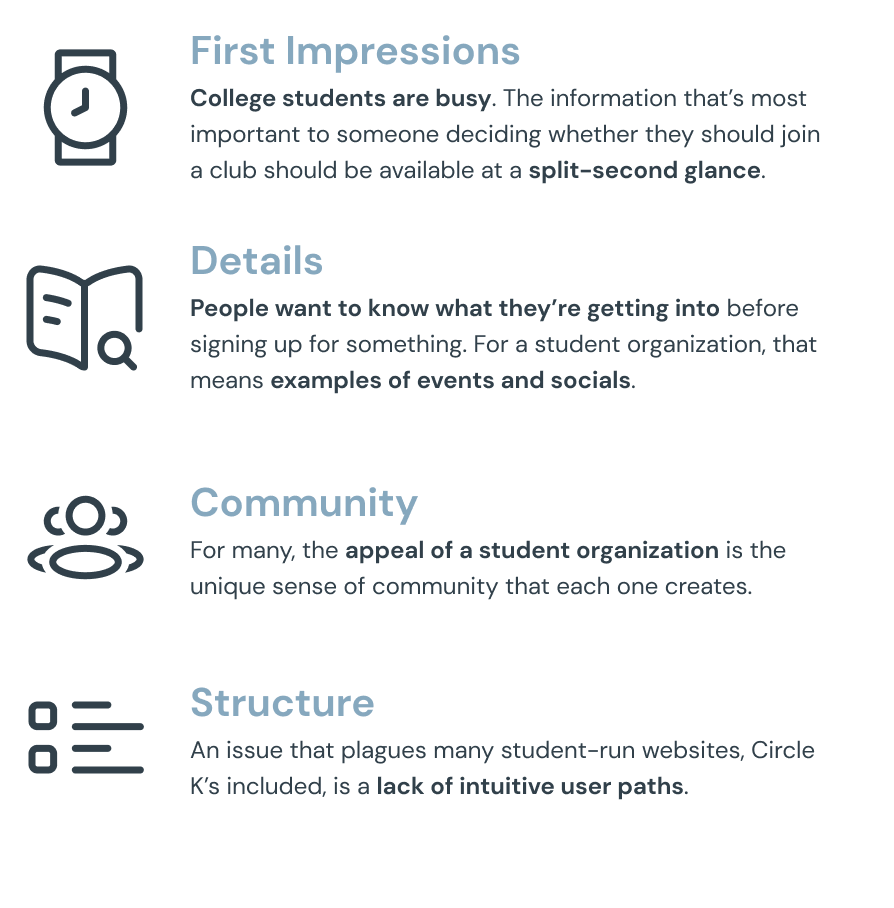 First Impressions
College students are busy. The information that’s most
important to someone deciding whether they should join
a club should be available at a split-second glance.
Details
People want to know what they’re getting into before
signing up for something. For a student organization, that
means examples of events and socials.
Community
For many, the appeal of a student organization is the
unique sense of community that each one creates.
Structure
An issue that plagues many student-run websites, Circle
K’s included, is a lack of intuitive user paths.